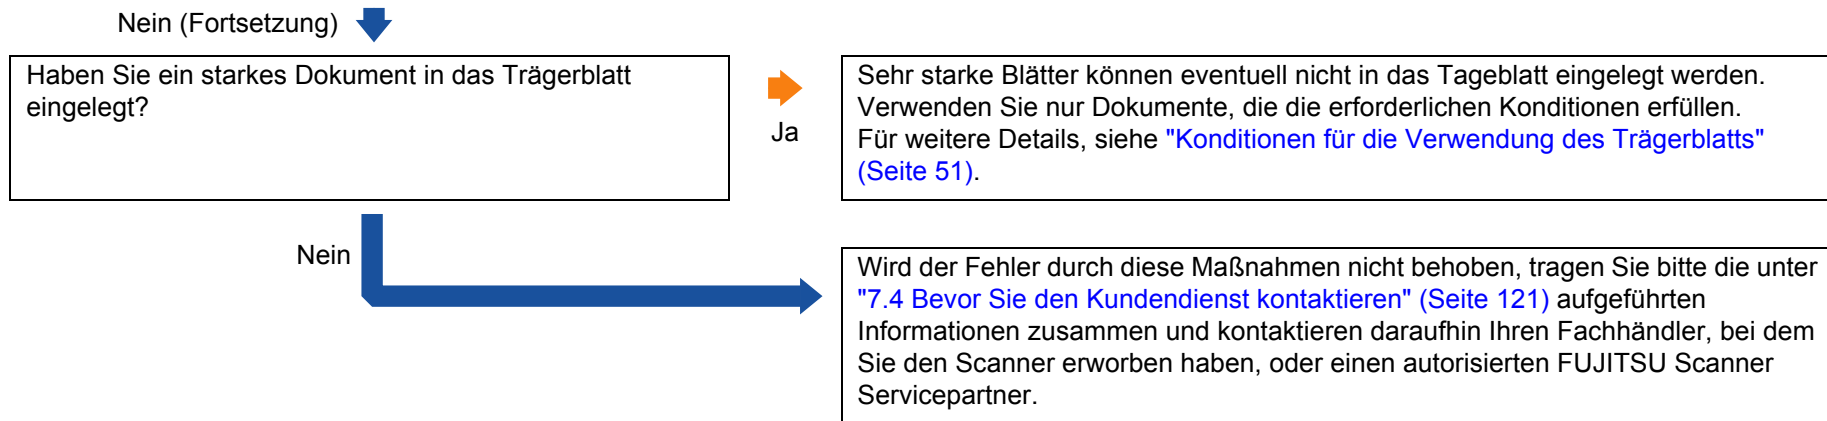 Nein (Fortsetzung)
Haben Sie ein starkes Dokument in das Trägerblatt
eingelegt?
Ja
Sehr starke Blätter können eventuell nicht in das Tageblatt eingelegt werden.
Verwenden Sie nur Dokumente, die die erforderlichen Konditionen erfüllen.
Für weitere Details, siehe "Konditionen für die Verwendung des Trägerblatts"
(Seite 51).
Nein
Wird der Fehler durch diese Maßnahmen nicht behoben, tragen Sie bitte die unter
"7.4 Bevor Sie den Kundendienst kontaktieren" (Seite 121) aufgeführten
Informationen zusammen und kontaktieren daraufhin Ihren Fachhändler, bei dem
Sie den Scanner erworben haben, oder einen autorisierten FUJITSU Scanner
Servicepartner.